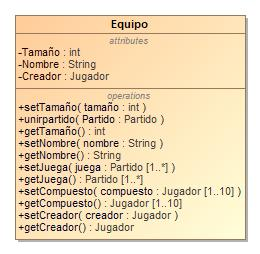 Equipo
attributes
-Tamaño : int
-Nombre : String
-Creador : Jugador
operations
+setTamaño( tamaño : int )
+unirpartido( Partido : Partido )
+getTamaño() : int
+setNombre( nombre : String )
+getNombre() : String
+setJuega( juega : Partido [1..*] )
+getJuega() : Partido [1..*]
+setCompuesto( compuesto : Jugador [1..10] )
+getCompuesto() : Jugador [1..10]
+setCreador( creador : Jugador )
+getCreador() : Jugador